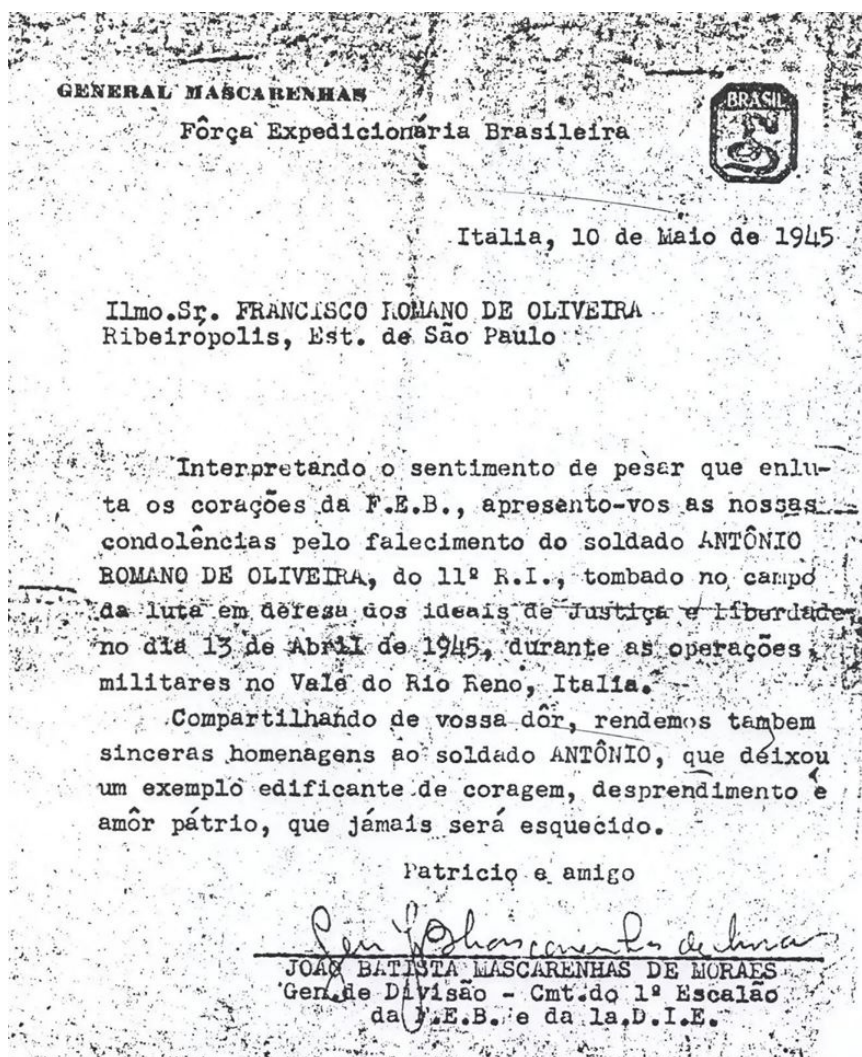 GENERAL MASCARENHAS
BRASIL
Fôrça Expedicionária Brasileira
Italia, 10 de Maio de 1945
Ilmo.Sr. FRANCISCO ROMANO DE OLIVEIRA
Ribeirópolis, Est. de São Paulo
Interpretando o sentimento de pesar que enlu-
ta os corações da F.E.B., apresento-vos as nossas
condolências pelo falecimento do soldado ANTÔNIO
ROMANO DE OLIVEIRA, do 11º R.I., tombado no campo
da luta em defesa dos ideais de Justiça e Liberdade
no dia 13 de Abril de 1945, durante as operações
militares no Vale do Rio Reno, Italia.
Compartilhando de vossa dôr, rendemos tambem
sinceras homenagens ao soldado ANTÔNIO, que deixou
um exemplo edificante de coragem, desprendimento e
amôr pátrio, que jámais será esquecido.
Patricio e amigo
Gen J B Mascarenhas de Moraes
JOAO BATISTA MASCARENHAS DE MORAES
Gen.de Divisão - Cmt.do 1º Escalão
da F.E.B. e da 1a.D.I.E.